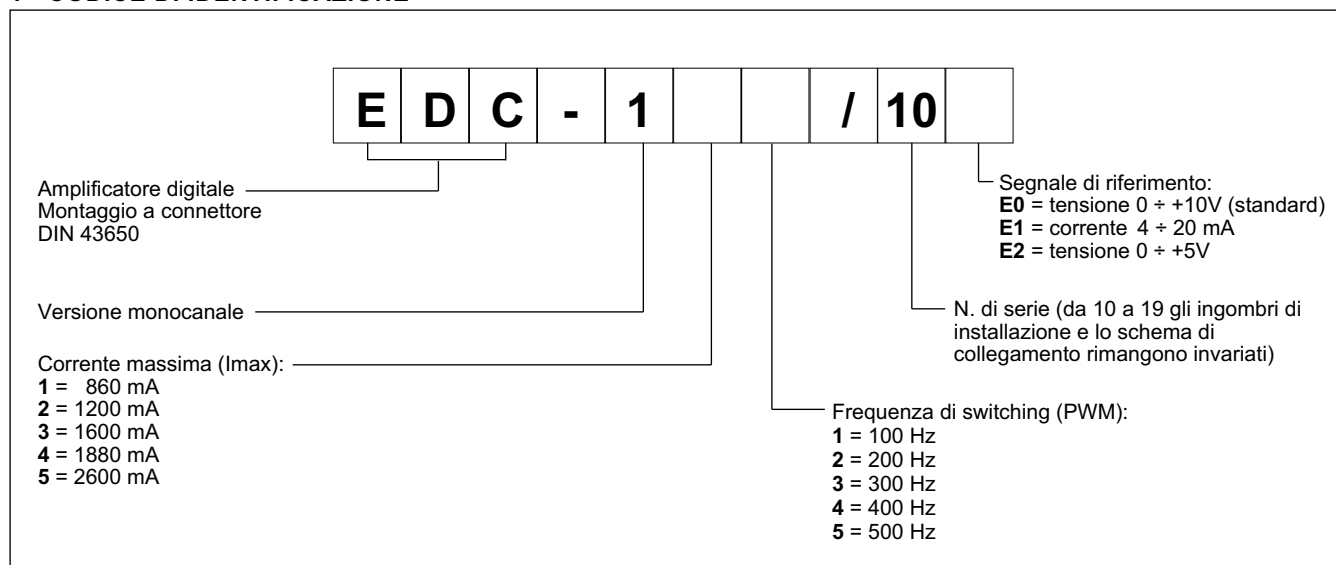 E D C - 1 / 10
Amplificatore digitale
Montaggio a connettore
DIN 43650
Versione monocanale
Corrente massima (Imax):
1 = 860 mA
2 = 1200 mA
3 = 1600 mA
4 = 1880 mA
5 = 2600 mA
Segnale di riferimento:
E0 = tensione 0 ÷ +10V (standard)
E1 = corrente 4 ÷ 20 mA
E2 = tensione 0 ÷ +5V
N. di serie (da 10 a 19 gli ingombri di
installazione e lo schema di
collegamento rimangono invariati)
Frequenza di switching (PWM):
1 = 100 Hz
2 = 200 Hz
3 = 300 Hz
4 = 400 Hz
5 = 500 Hz